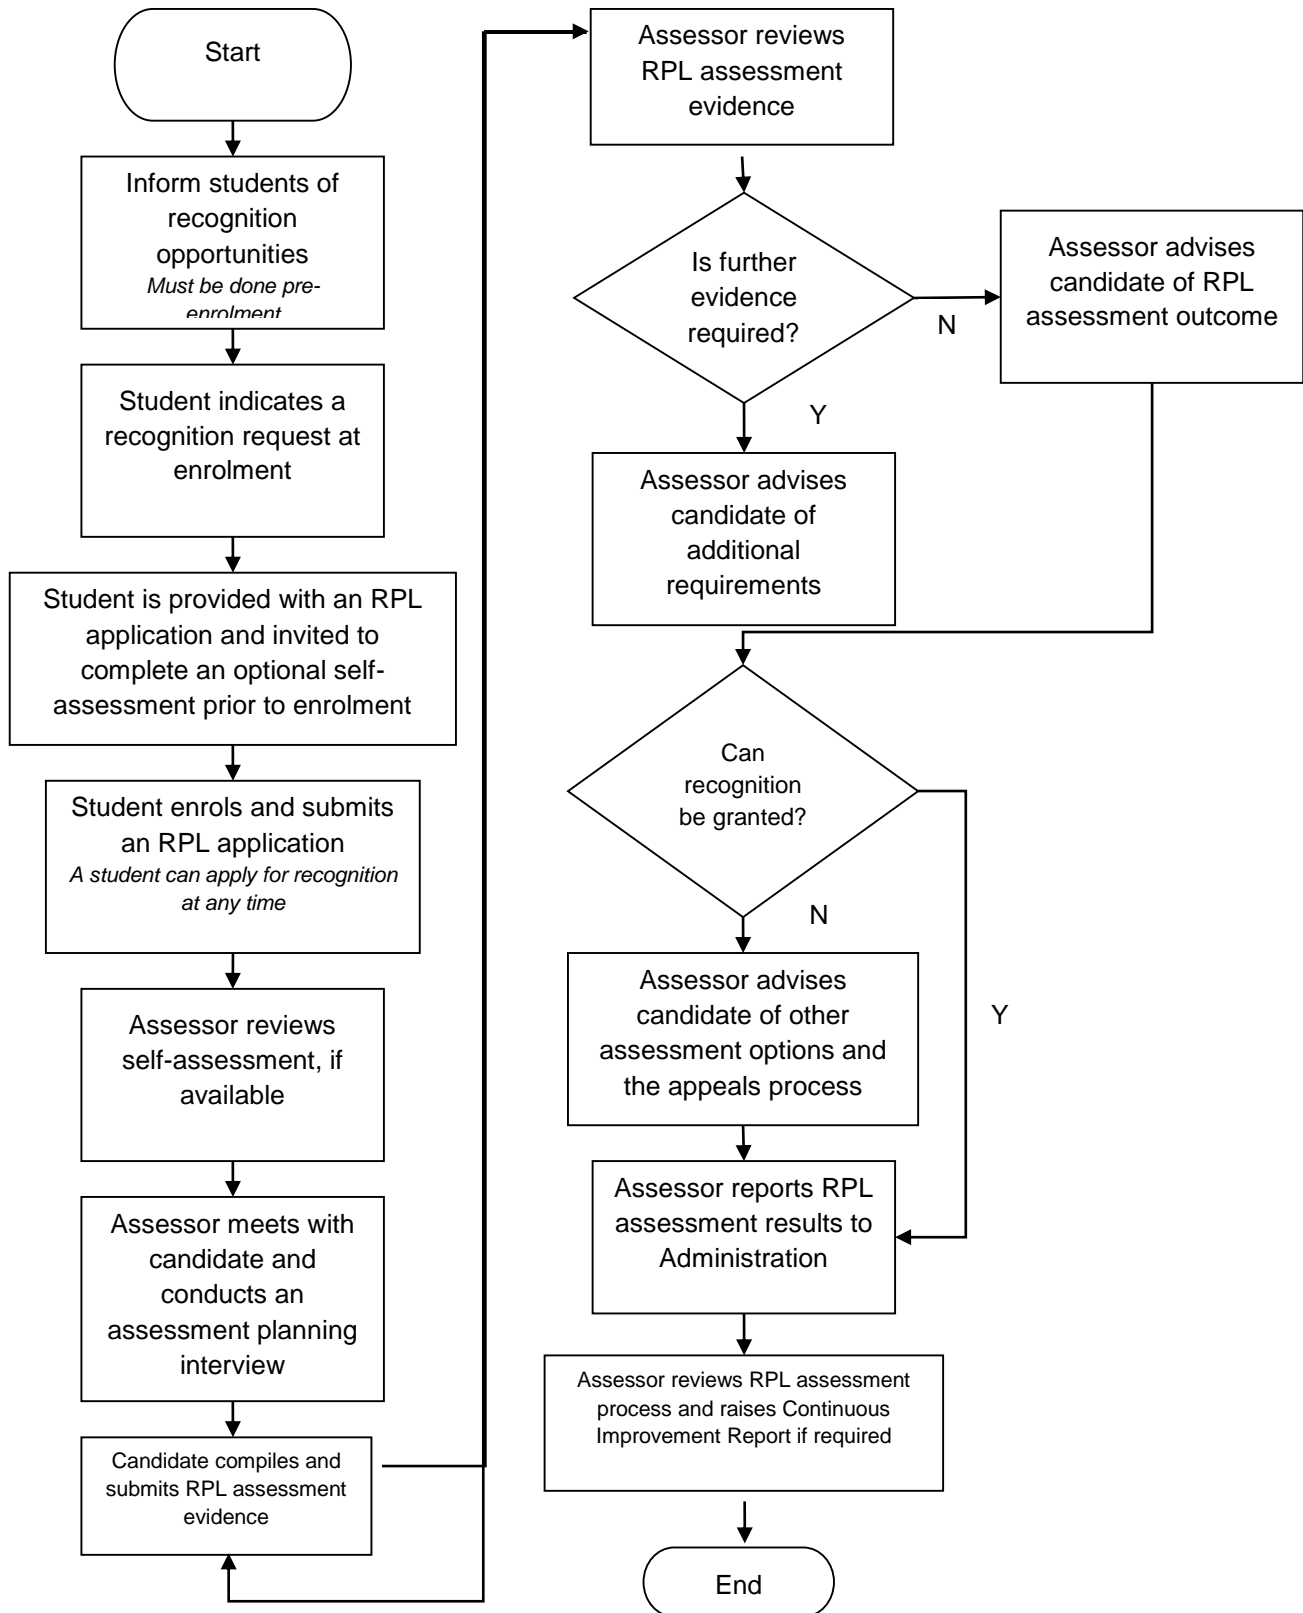 Start
Inform students of
recognition
opportunities
Must be done pre-
enrolment
Student indicates a
recognition request at
enrolment
Student is provided with an RPL
application and invited to
complete an optional self-
assessment prior to enrolment
Student enrols and submits
an RPL application
A student can apply for recognition
at any time
Assessor reviews
self-assessment, if
available
Assessor meets with
candidate and
conducts an
assessment planning
interview
Candidate compiles and
submits RPL assessment
evidence
Assessor reviews
RPL assessment
evidence
Is further
evidence
required?
N
Assessor advises
candidate of RPL
assessment outcome
Y
Assessor advises
candidate of
additional
requirements
Can
recognition
be granted?
N
Y
Assessor advises
candidate of other
assessment options and
the appeals process
Assessor reports RPL
assessment results to
Administration
Assessor reviews RPL assessment
process and raises Continuous
Improvement Report if required
End